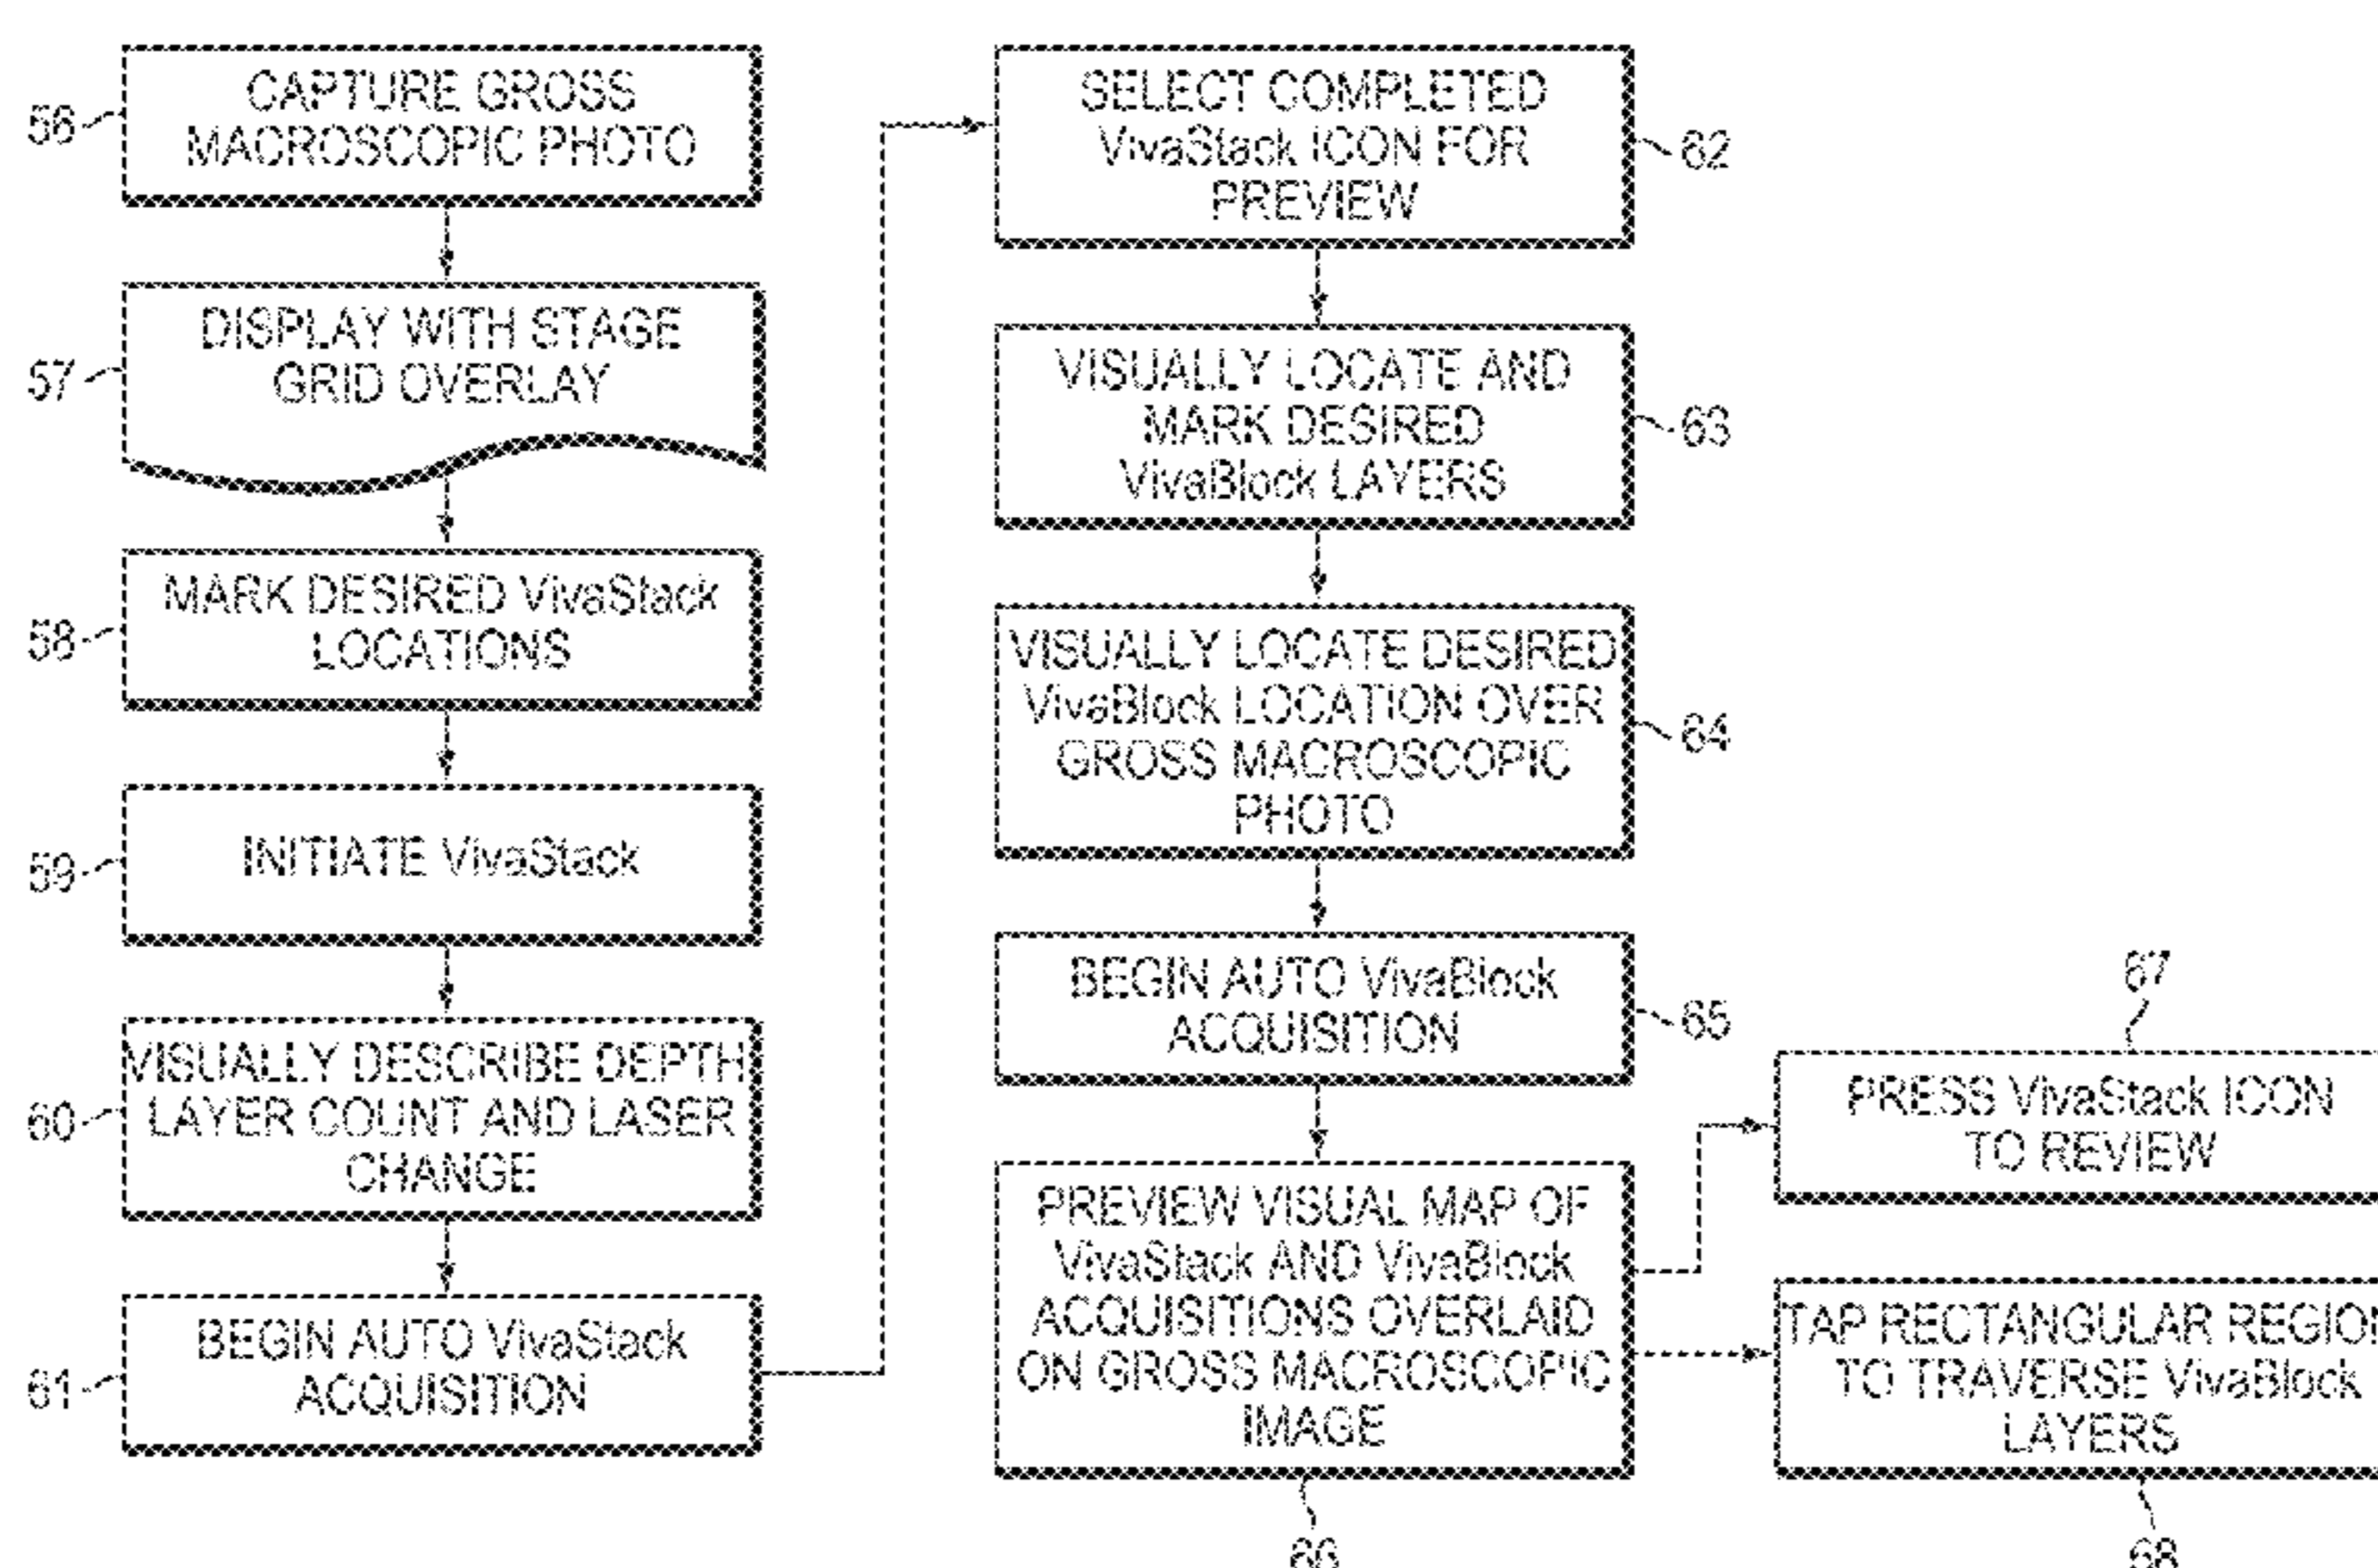 56
CAPTURE GROSS
MACROSCOPIC PHOTO
57
DISPLAY WITH STAGE
GRID OVERLAY
58
MARK DESIRED VivaStack
LOCATIONS
59
INITIATE VivaStack
60
VISUALLY DESCRIBE DEPTH
LAYER COUNT AND LASER
CHANGE
61
BEGIN AUTO VivaStack
ACQUISITION
SELECT COMPLETED
VivaStack ICON FOR
PREVIEW
62
VISUALLY LOCATE AND
MARK DESIRED
VivaBlock LAYERS
63
VISUALLY LOCATE DESIRED
VivaBlock LOCATION OVER
GROSS MACROSCOPIC
PHOTO
64
BEGIN AUTO VivaBlock
ACQUISITION
65
PREVIEW VISUAL MAP OF
VivaStack AND VivaBlock
ACQUISITIONS OVERLAID
ON GROSS MACROSCOPIC
IMAGE
66
67
PRESS VivaStack ICON
TO REVIEW
TAP RECTANGULAR REGION
TO TRAVERSE VivaBlock
LAYERS
68